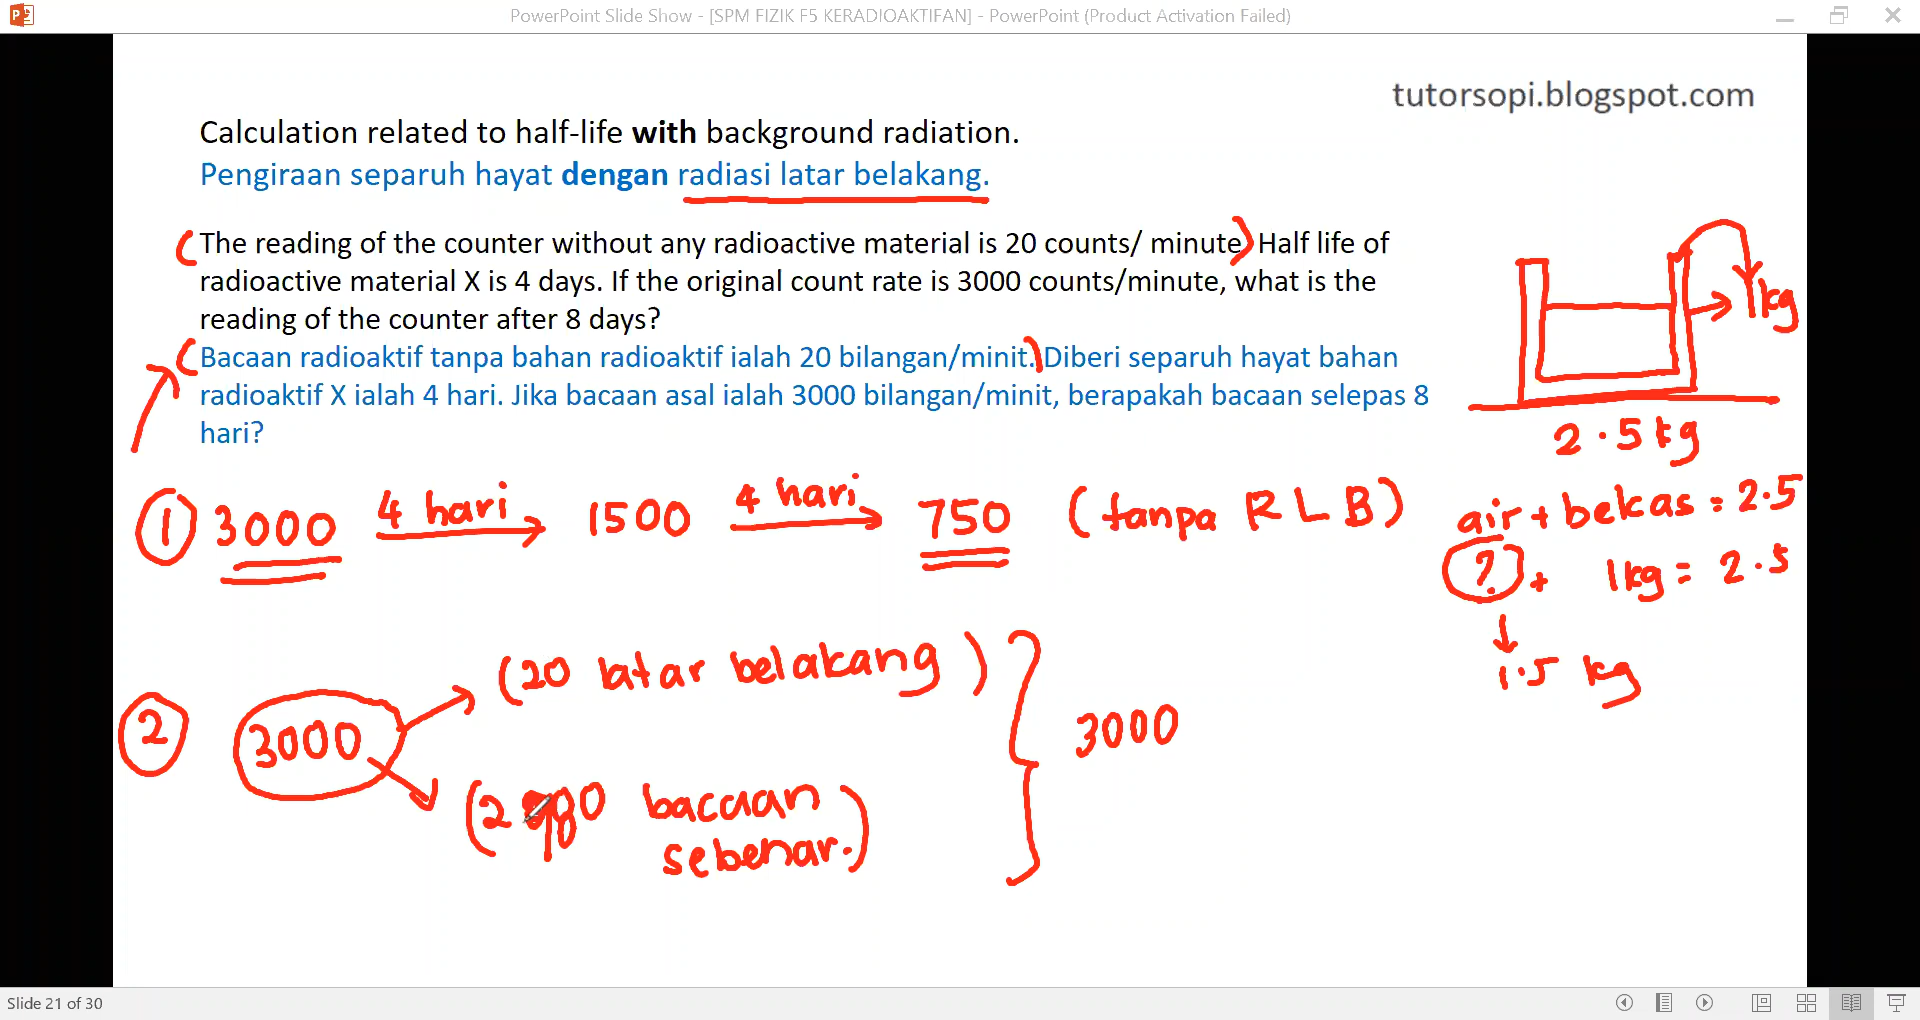 PowerPoint Slide Show - [SPM FIZIK F5 KERADIOAKTIFAN] - PowerPoint (Product Activation Failed)
tutorsopi.blogspot.com
Calculation related to half-life with background radiation.
Pengiraan separuh hayat dengan radiasi latar belakang.
The reading of the counter without any radioactive material is 20 counts/ minute. Half life of
radioactive material X is 4 days. If the original count rate is 3000 counts/minute, what is the
reading of the counter after 8 days?
Bacaan radioaktif tanpa bahan radioaktif ialah 20 bilangan/minit. Diberi separuh hayat bahan
radioaktif X ialah 4 hari. Jika bacaan asal ialah 3000 bilangan/minit, berapakah bacaan selepas 8
hari?
1 3000 4 hari 1500 4 hari 750 (tanpa RLB)
2 3000 (20 latar belakang)
(2980 bacaan
sebenar.)
3000
1kg
2.5kg
air + bekas = 2.5
? + 1kg = 2.5
1.5 kg
Slide 21 of 30